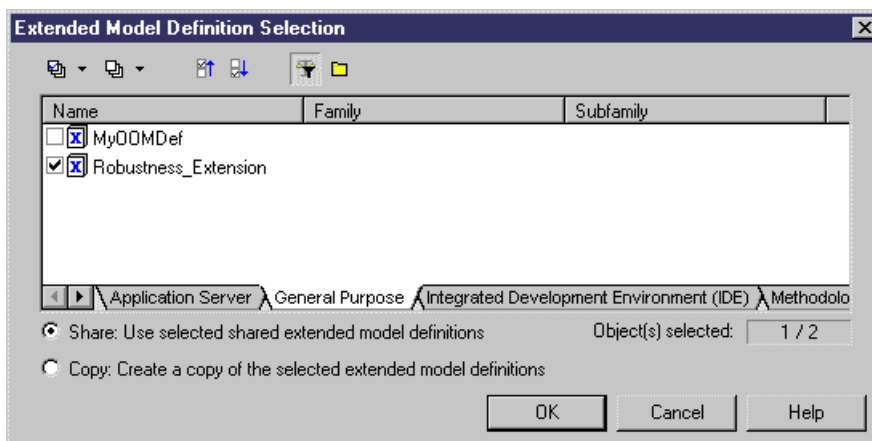 Extended Model Definition Selection
Name Family Subfamily
MyOOMDef
Robustness_Extension
Application Server General Purpose Integrated Development Environment (IDE) Methodolo
Share: Use selected shared extended model definitions Object(s) selected: 1 / 2
Copy: Create a copy of the selected extended model definitions
OK Cancel Help